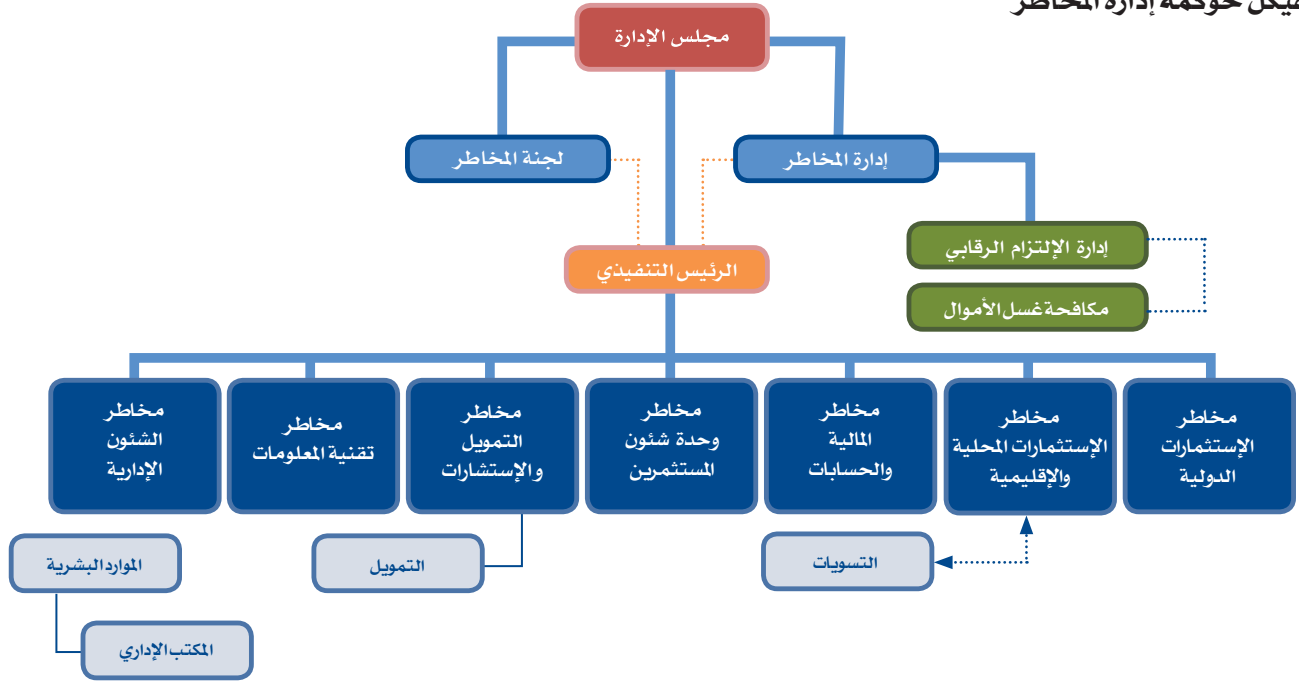 هيكل حوكمة إدارة المخاطر
مجلس الإدارة
إدارة المخاطر
لجنة المخاطر
إدارة الإلتزام الرقابي
الرئيس التنفيذي
مكافحة غسل الأموال
مخاطر
الإستثمارات
الدولية
مخاطر
الإستثمارات المحلية
والإقليمية
مخاطر
المالية
والحسابات
مخاطر
وحدة شئون
المستثمرين
مخاطر
التمويل
والإستشارات
مخاطر
تقنية المعلومات
مخاطر
الشئون
الإدارية
التسويات
التمويل
الموارد البشرية
المكتب الإداري